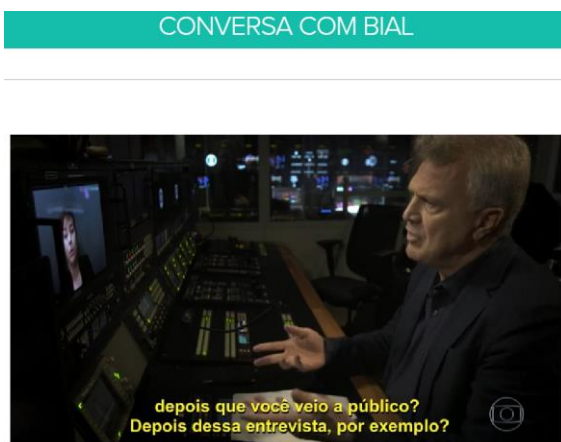 CONVERSA COM BIAL
depois que você veio a público?
Depois dessa entrevista, por exemplo?